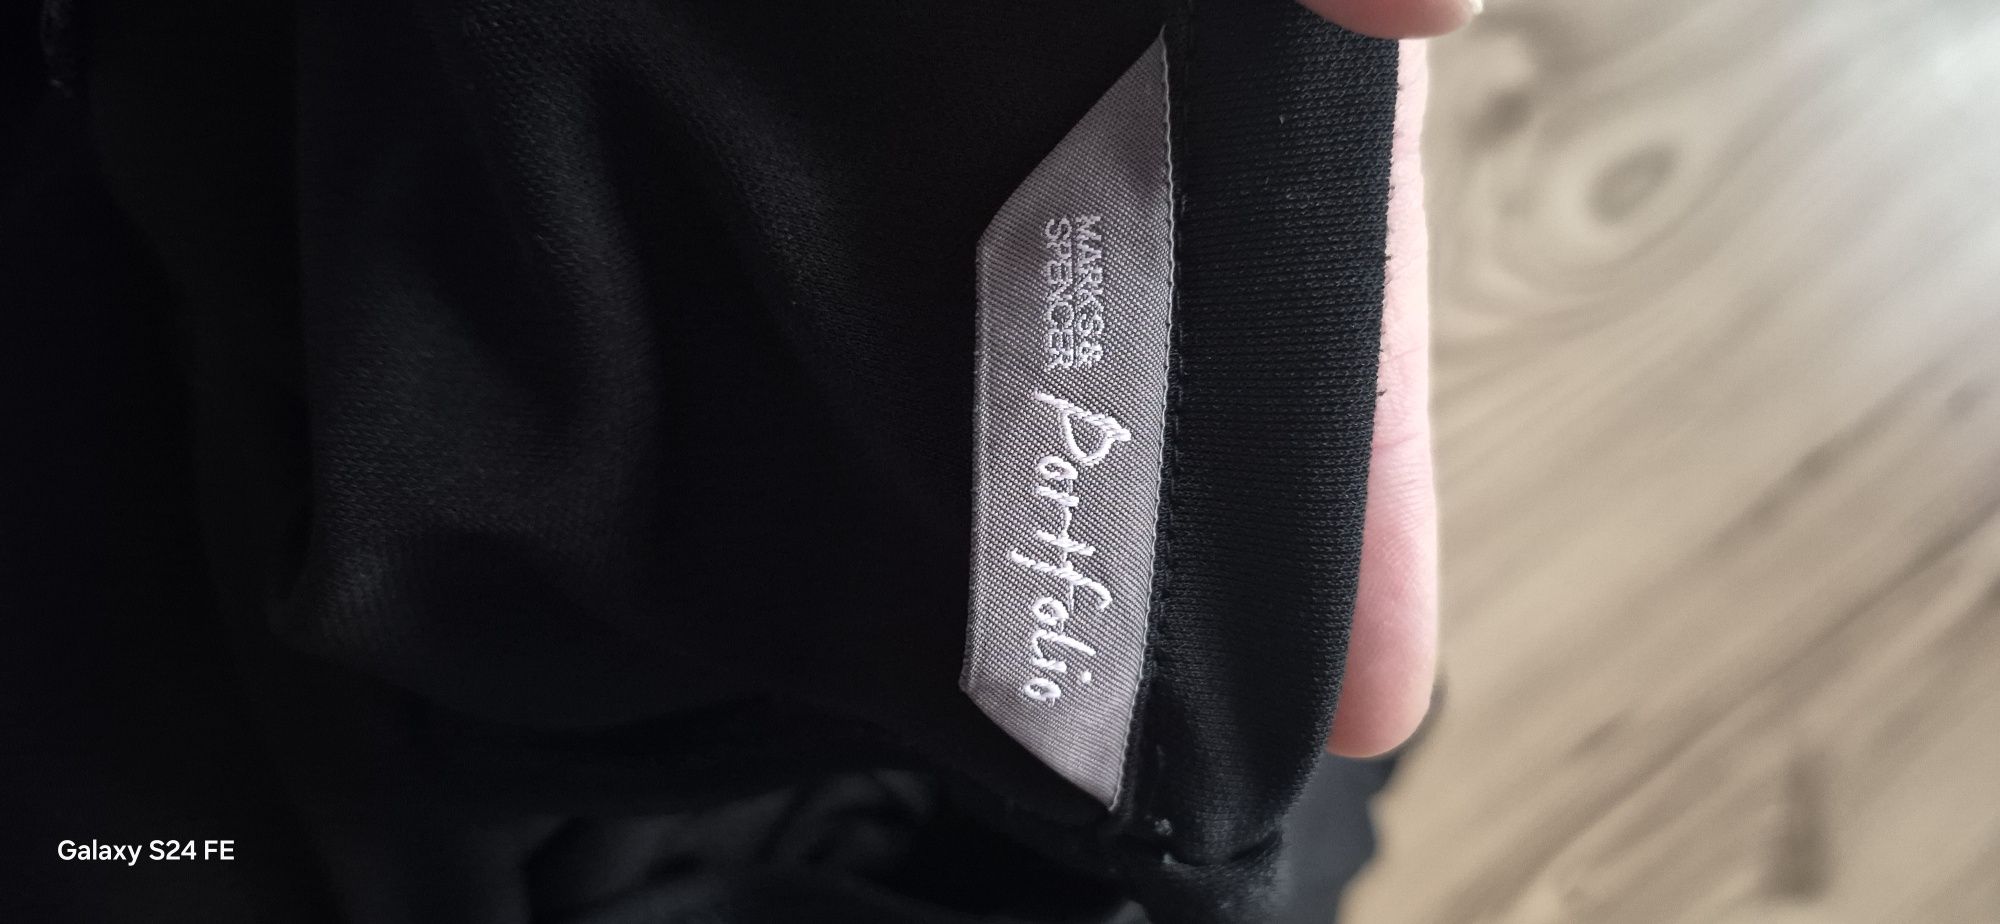 MARKS &
SPENCER
Portfolio
Galaxy S24 FE